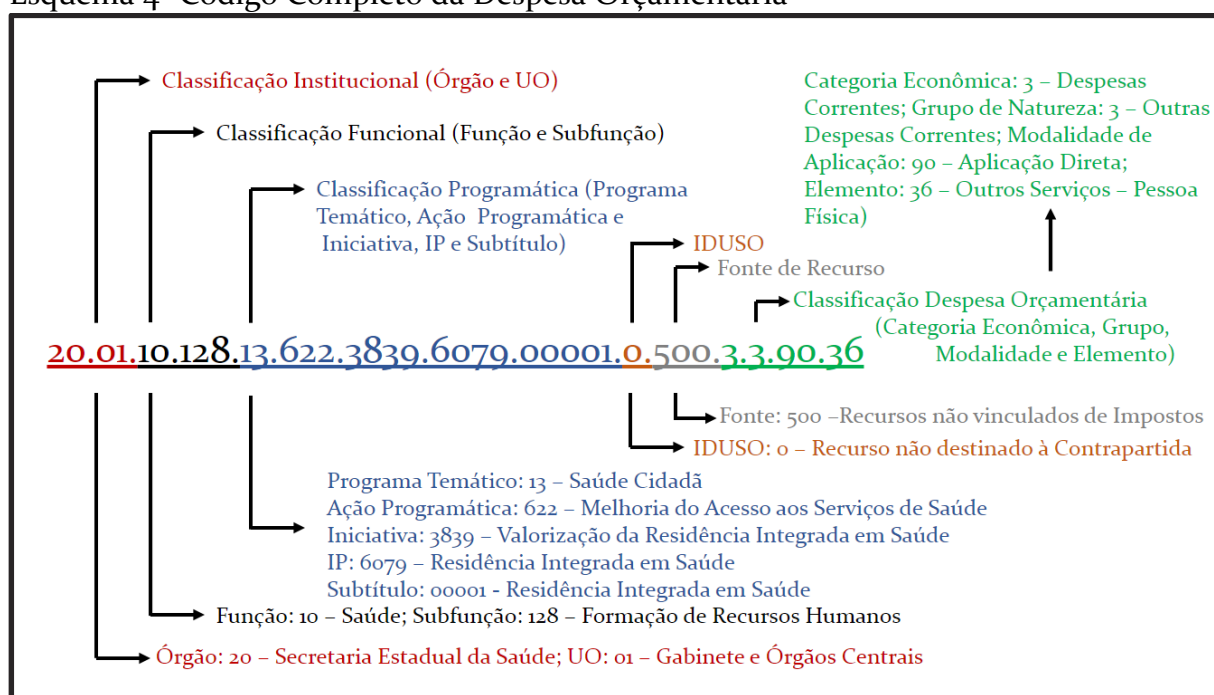 Esquema 4- Código Completo da Despesa Orçamentária
Classificação Institucional (Órgão e UO)
Classificação Funcional (Função e Subfunção)
Classificação Programática (Programa
Temático, Ação Programática e
Iniciativa, IP e Subtítulo)
Categoria Econômica: 3 – Despesas
Correntes; Grupo de Natureza: 3 – Outras
Despesas Correntes; Modalidade de
Aplicação: 90 – Aplicação Direta;
Elemento: 36 – Outros Serviços – Pessoa
Física)
IDUSO
Fonte de Recurso
Classificação Despesa Orçamentária
(Categoria Econômica, Grupo,
Modalidade e Elemento)
20.01.10.128.13.622.3839.6079.00001.0.500.3.3.90.36
Fonte: 500 –Recursos não vinculados de Impostos
IDUSO: 0 – Recurso não destinado à Contrapartida
Programa Temático: 13 – Saúde Cidadã
Ação Programática: 622 – Melhoria do Acesso aos Serviços de Saúde
Iniciativa: 3839 – Valorização da Residência Integrada em Saúde
IP: 6079 – Residência Integrada em Saúde
Subtítulo: 00001 - Residência Integrada em Saúde
Função: 10 – Saúde; Subfunção: 128 – Formação de Recursos Humanos
Órgão: 20 – Secretaria Estadual da Saúde; UO: 01 – Gabinete e Órgãos Centrais